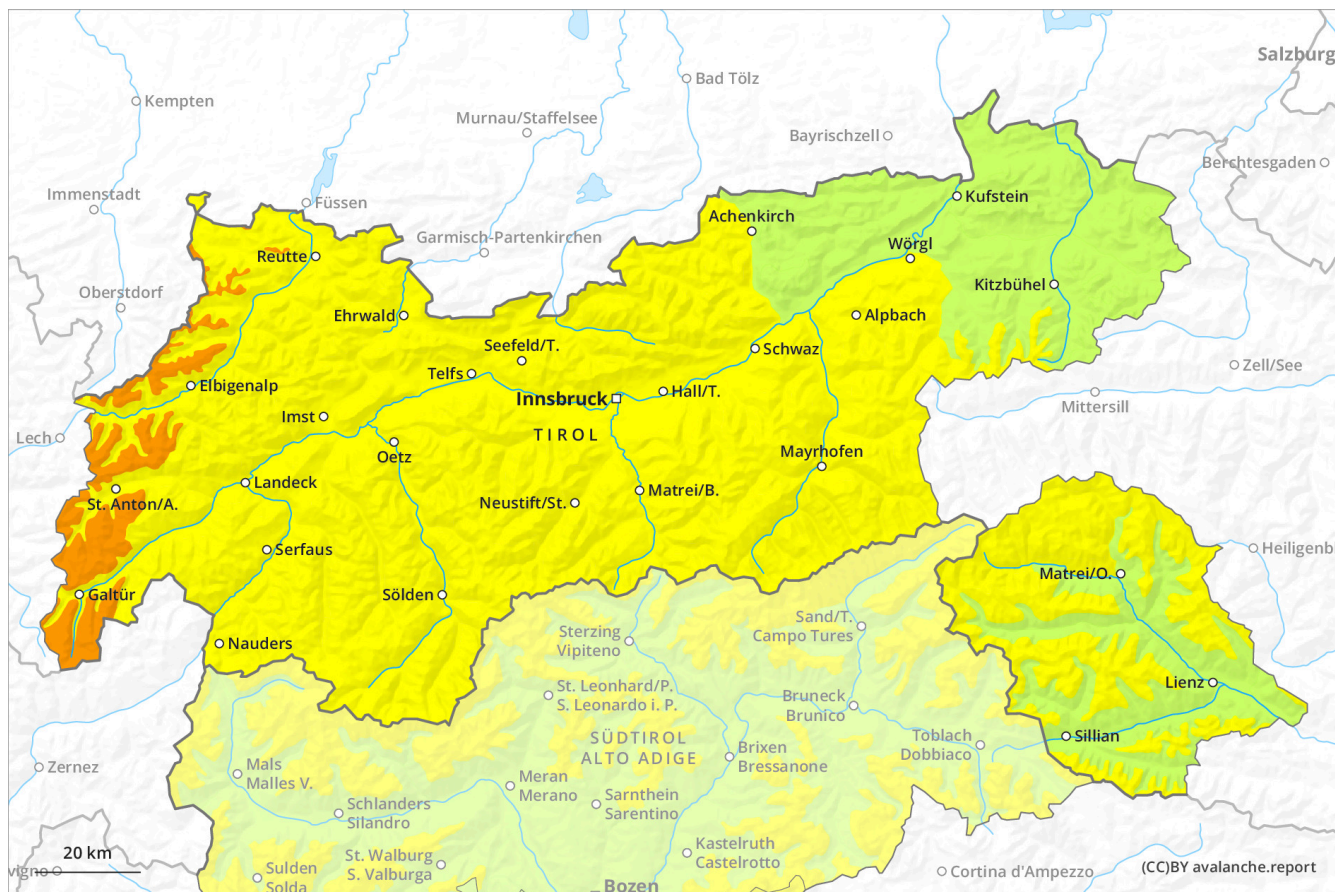 Salzburg
Bad Tölz
Kempten
Murnau/Staffelsee
Bayrischzell
Berchtesgaden
Immenstadt
Füssen
Kufstein
Achenkirch
Garmisch-Partenkirchen
Wörgl
Reutte
Kitzbühel
Oberstdorf
Ehrwald
Alpbach
Seefeld/T.
Schwaz
Zell/See
Telfs
Elbigenalp
Hall/T.
Innsbruck
Mittersill
Imst
Lech
TIROL
Oetz
Mayrhofen
Landeck
Matrei/B.
St. Anton/A.
Neustift/St.
Serfaus
Heiligenb
Matrei/O.
Galtür
Sölden
Sand/T.
Campo Tures
Sterzing
Vipiteno
Nauders
Lienz
St. Leonhard/P.
S. Leonardo i. P.
Bruneck
Brunico
Sillian
SÜDTIROL
ALTO ADIGE
Toblach
Dobbiaco
Brixen
Bressanone
Zernez
Mals
Malles V.
Meran
Merano
Sarnthein
Sarentino
Schlanders
Silandro
20 km
St. Walburg
S. Valburga
Kastelruth
Castelrotto
vigno
Sulden
Solda
Cortina d'Ampezzo
(CC)BY avalanche.report
Bozen